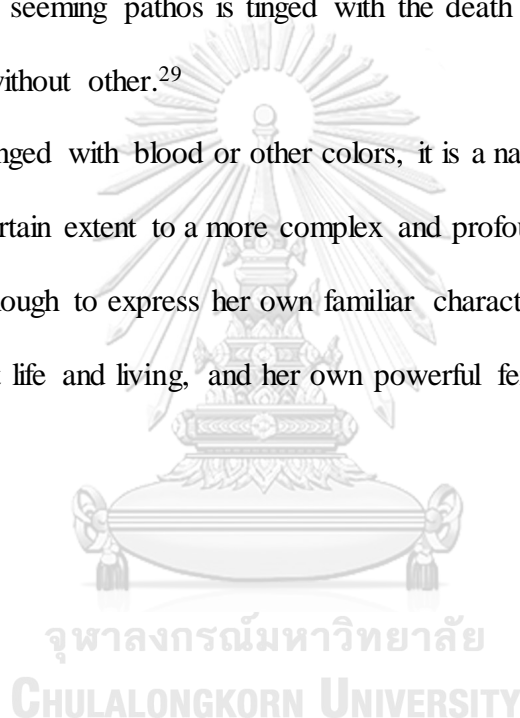 seeming pathos is tinged with the death
without other.29
nged with blood or other colors, it is a na
rtain extent to a more complex and profou
ough to express her own familiar charact
t life and living, and her own powerful fe
จุฬาลงกรณ์มหาวิทยาลัย
CHULALONGKORN UNIVERSITY